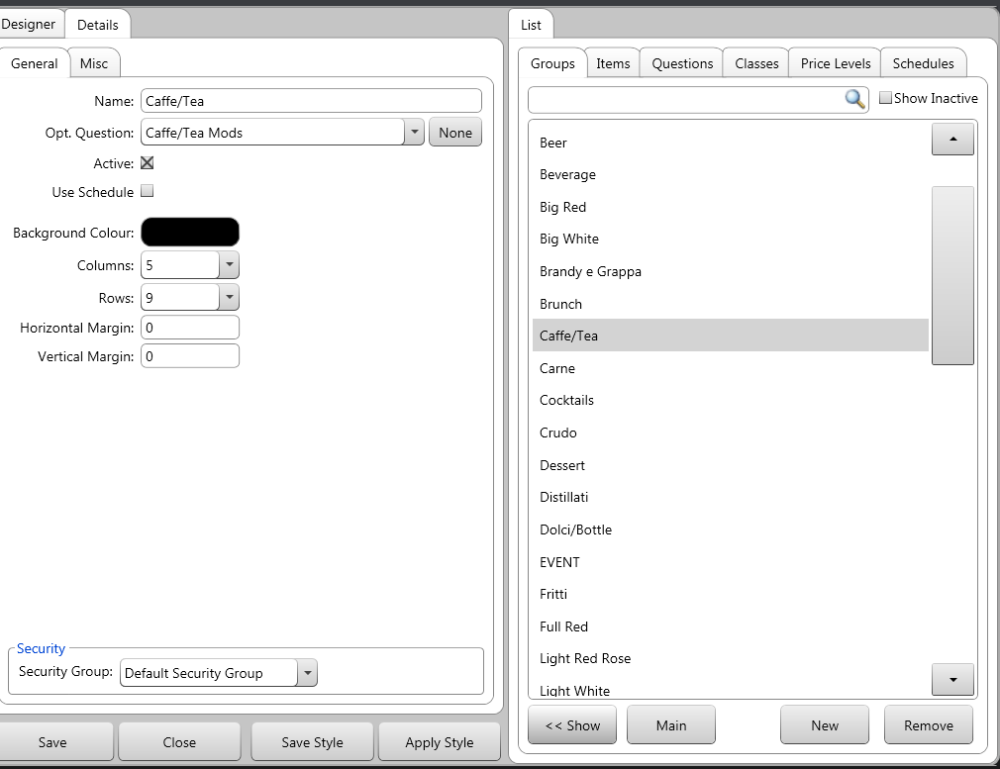 Designer Details
General Misc
Name: Caffe/Tea
Opt. Question: Caffe/Tea Mods None
Active:
Use Schedule
Background Colour:
Columns: 5
Rows: 9
Horizontal Margin: 0
Vertical Margin: 0
Security
Security Group: Default Security Group
Save Close Save Style Apply Style
List
Groups Items Questions Classes Price Levels Schedules
Show Inactive
Beer
Beverage
Big Red
Big White
Brandy e Grappa
Brunch
Caffe/Tea
Carne
Cocktails
Crudo
Dessert
Distillati
Dolci/Bottle
EVENT
Fritti
Full Red
Light Red Rose
Light White
<< Show Main New Remove